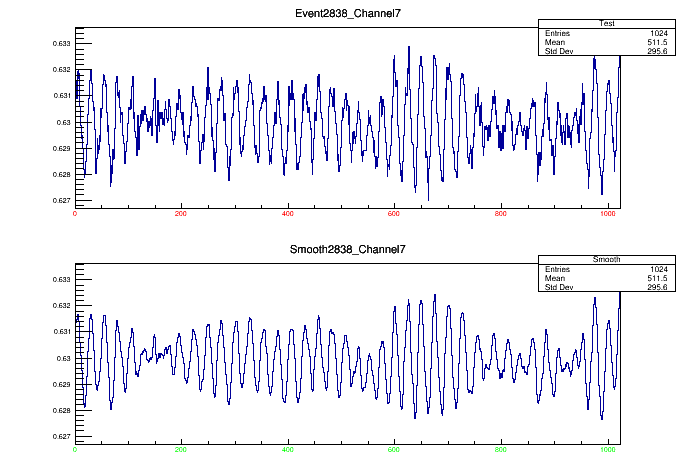 Event2838_Channel7
Test
Entries 1024
Mean 511.5
Std Dev 295.6
0.633
0.632
0.631
0.63
0.629
0.628
0.627
0 200 400 600 800 1000
Smooth2838_Channel7
Smooth
Entries 1024
Mean 511.5
Std Dev 295.6
0.633
0.632
0.631
0.63
0.629
0.628
0.627
0 200 400 600 800 1000